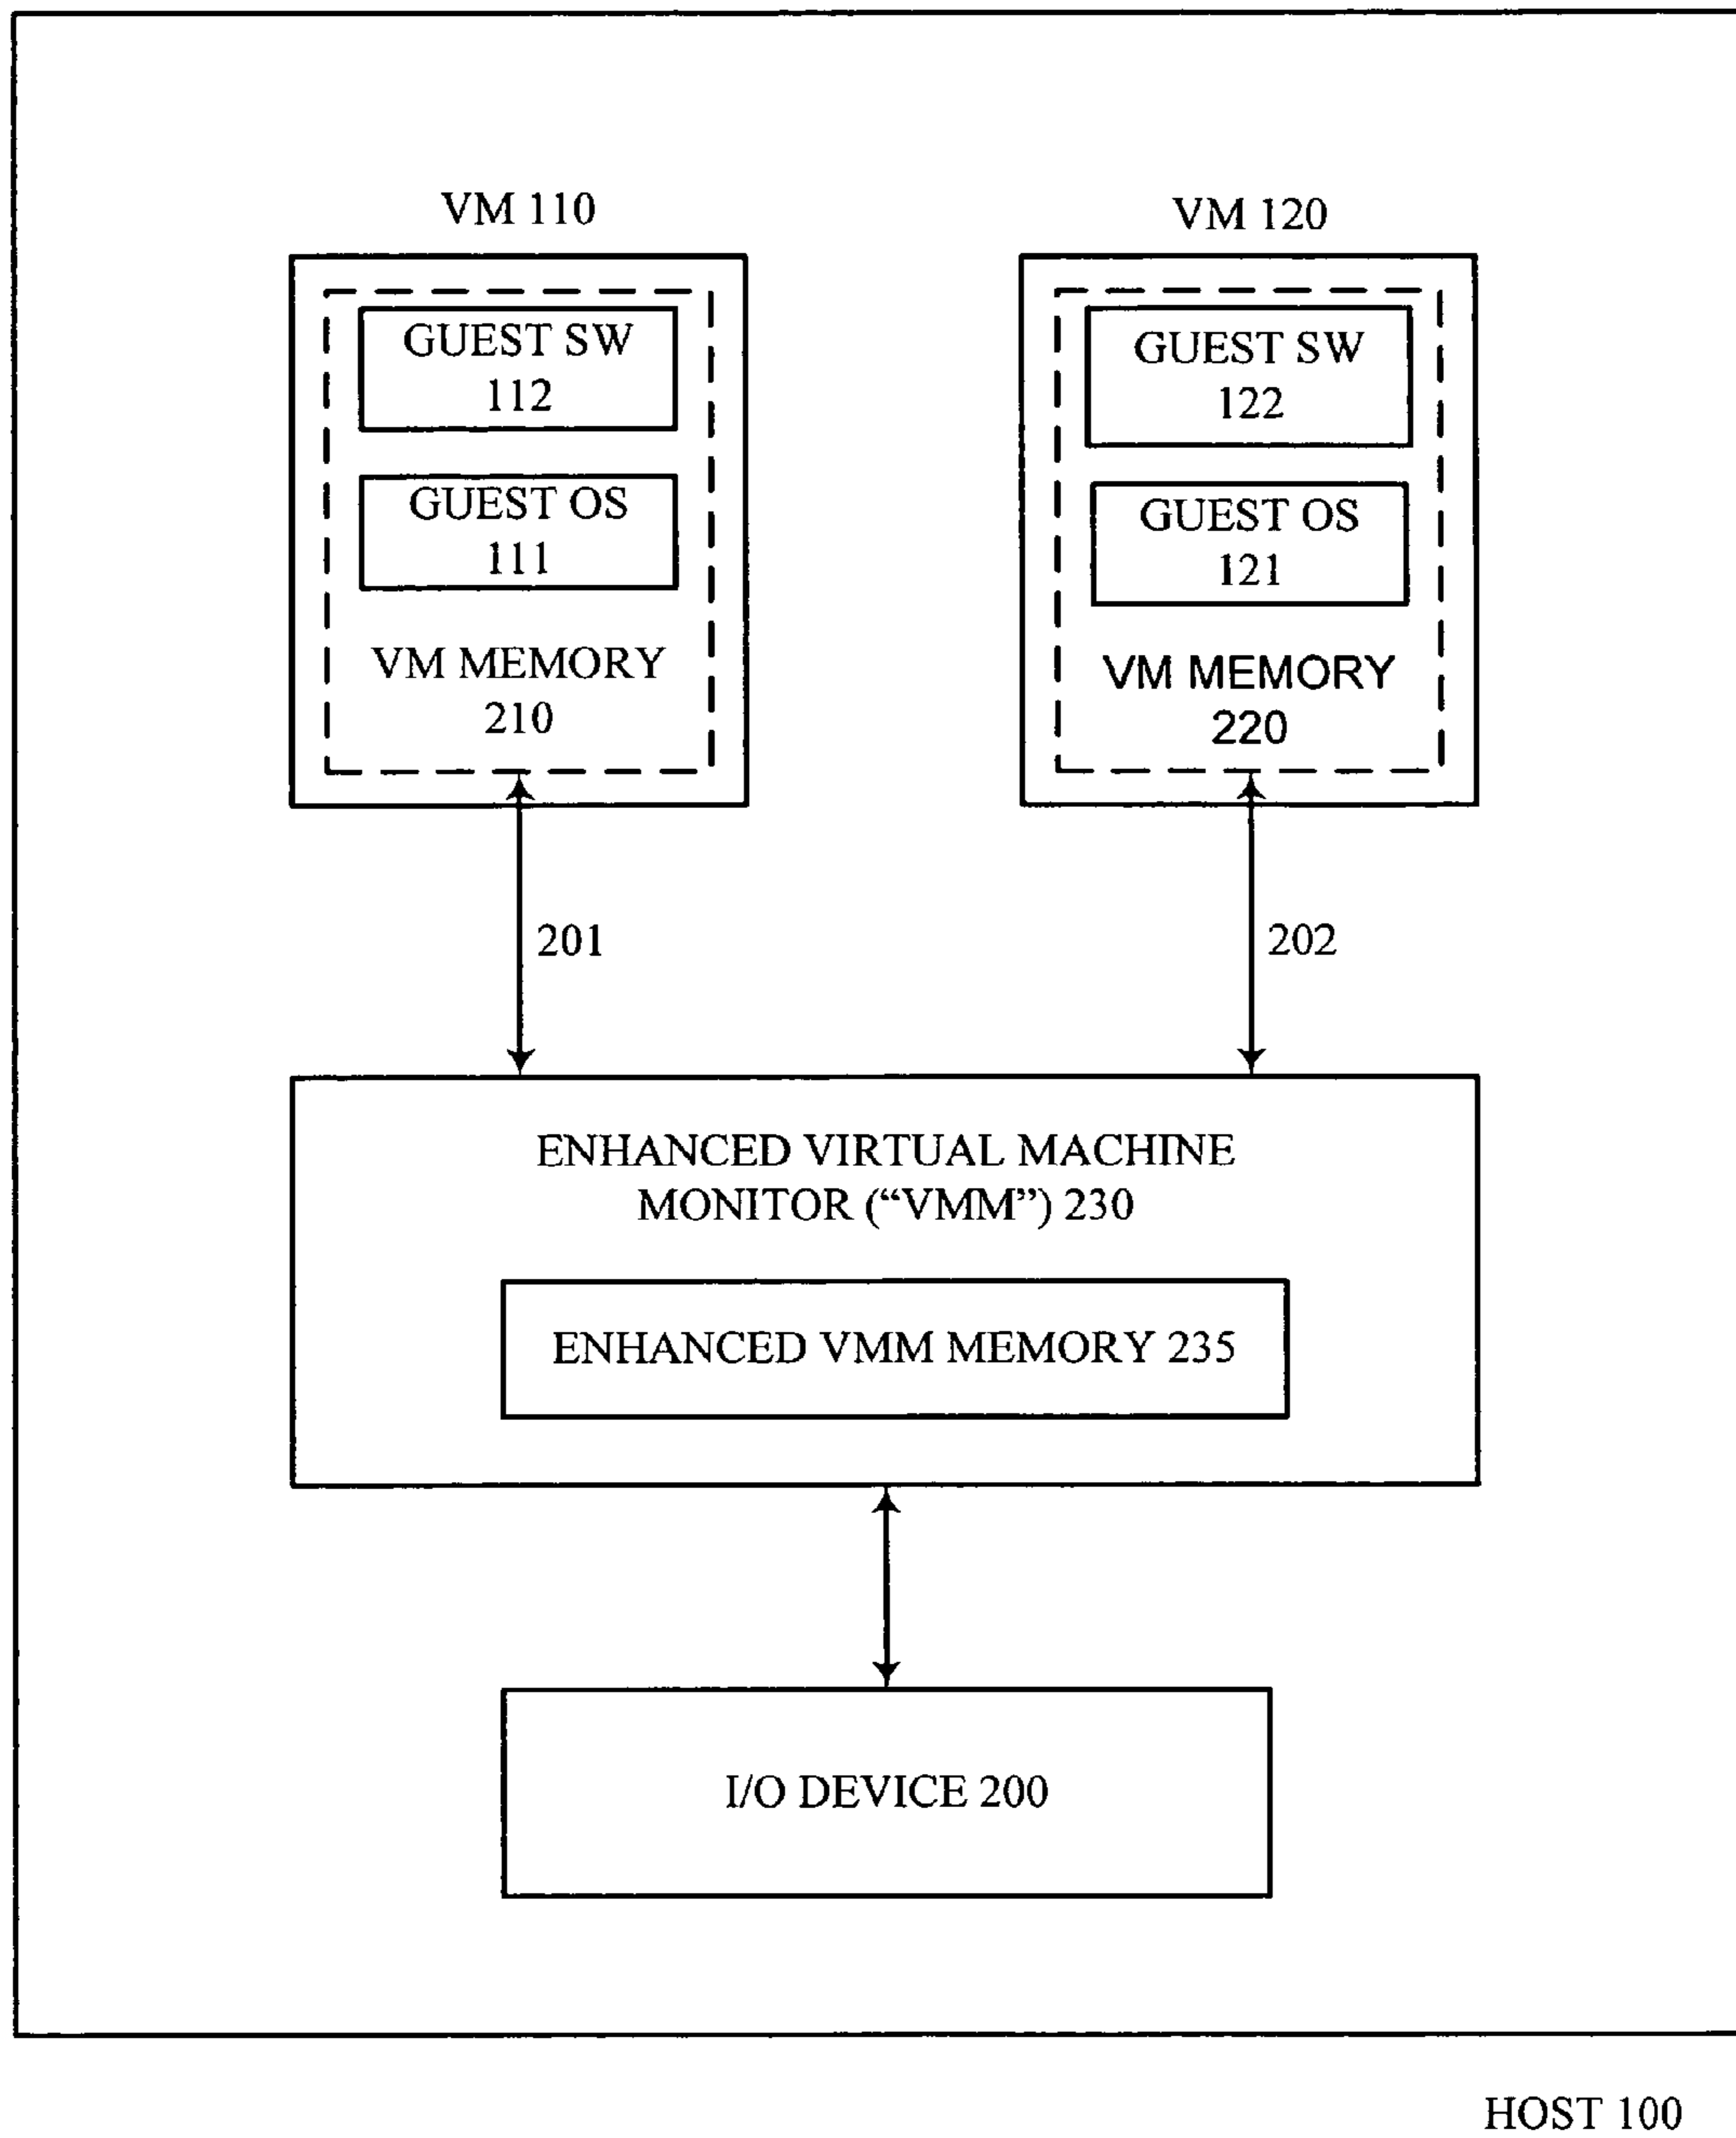 VM 110
GUEST SW
112
GUEST OS
111
VM MEMORY
210
VM 120
GUEST SW
122
GUEST OS
121
VM MEMORY
220
201
202
ENHANCED VIRTUAL MACHINE
MONITOR (“VMM”) 230
ENHANCED VMM MEMORY 235
I/O DEVICE 200
HOST 100